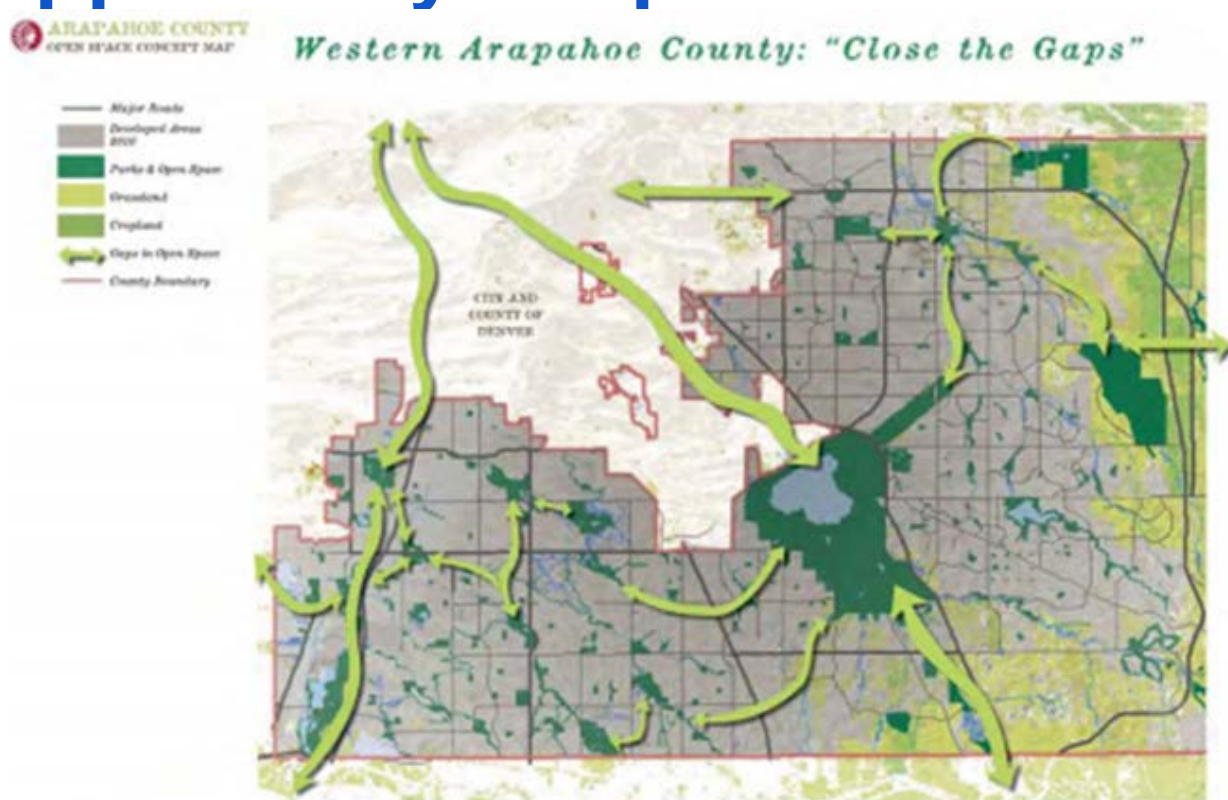 ARAPAHOE COUNTY
OPEN SPACE CONCEPT MAP
Western Arapahoe County: "Close the Gaps"
Major Roads
Developed Areas
Parks & Open Space
Grassland
Cropland
Gaps in Open Space
County Boundary
CITY AND
COUNTY OF
DENVER